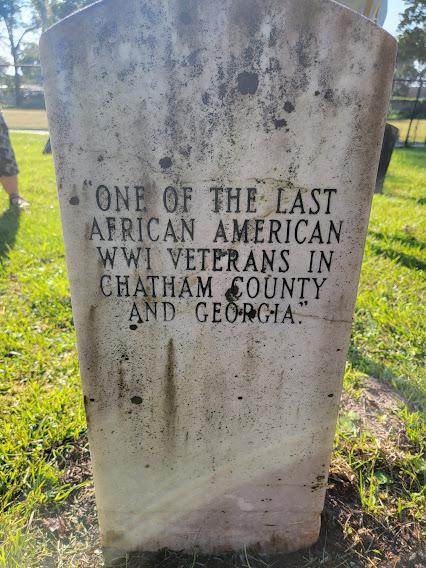 "ONE OF THE LAST
AFRICAN AMERICAN
WWI VETERANS IN
CHATHAM COUNTY
AND GEORGIA."